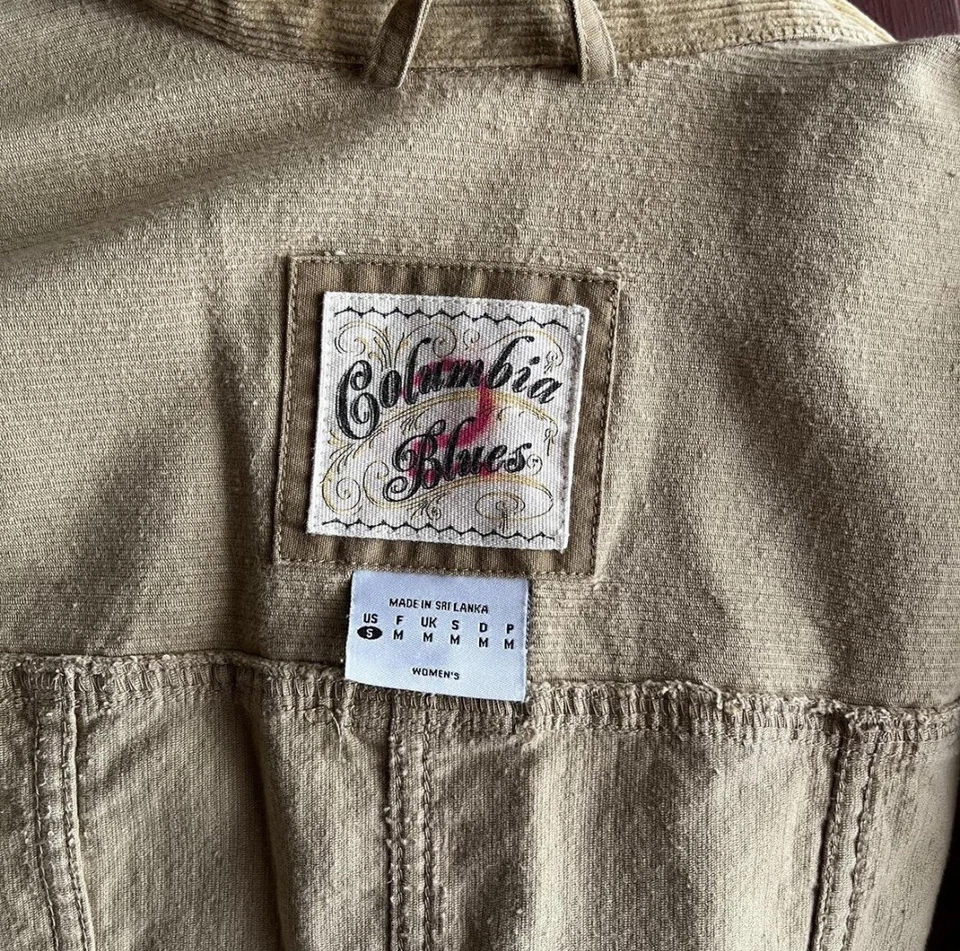 Columbia
Blues
MADE IN SRI LANKA
US F UK S D P
S M M M M M
WOMEN'S